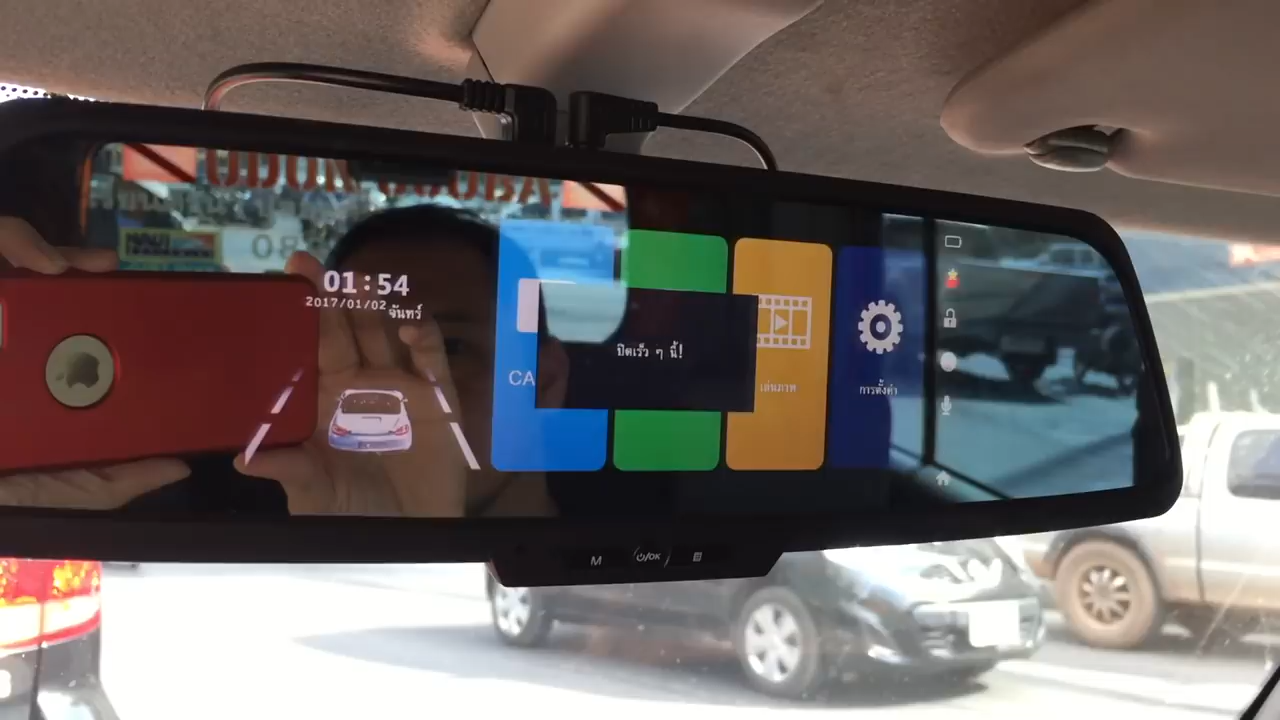 01:54
2017/01/02 จันทร์
CA
ปิดเร็ว ๆ นี้!
เล่นภาพ
การตั้งค่า
M
/OK